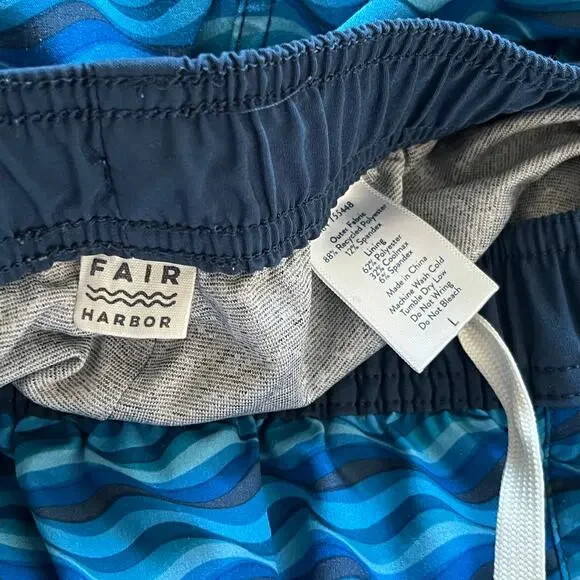 FAIR
HARBOR
Outer Fabric
88% Recycled Polyester
12% Spandex
Lining
62% Polyester
32% Coolmax
6% Spandex
Made in China
Machine Wash Cold
Tumble Dry Low
Do Not Wring
Do Not Bleach
L